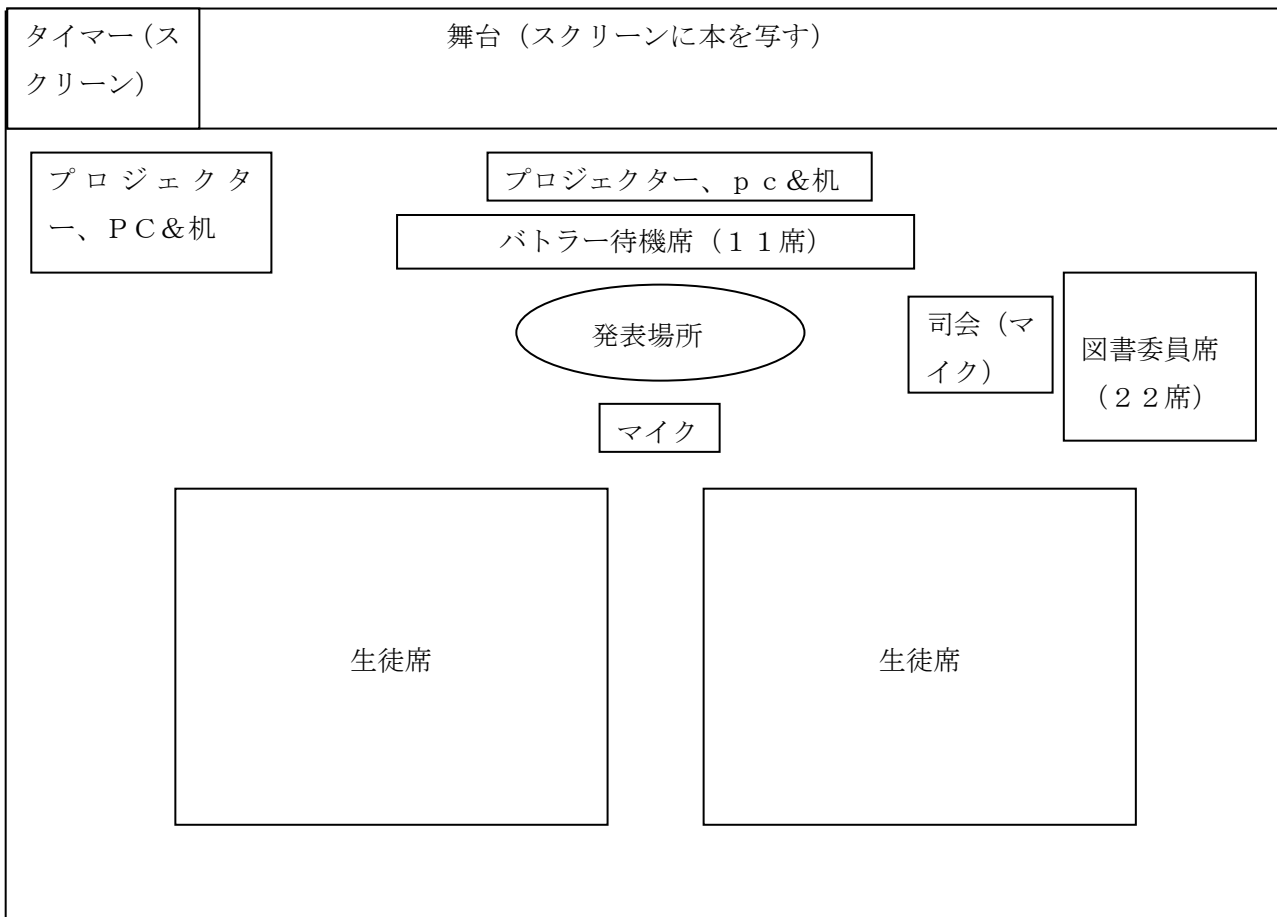 タイマー（ス
クリーン）
舞台（スクリーンに本を写す）
プロジェクタ
ー、ＰＣ＆机
プロジェクター、ｐｃ＆机
バトラー待機席（１１席）
発表場所
司会（マ
イク）
図書委員席
（２２席）
マイク
生徒席
生徒席